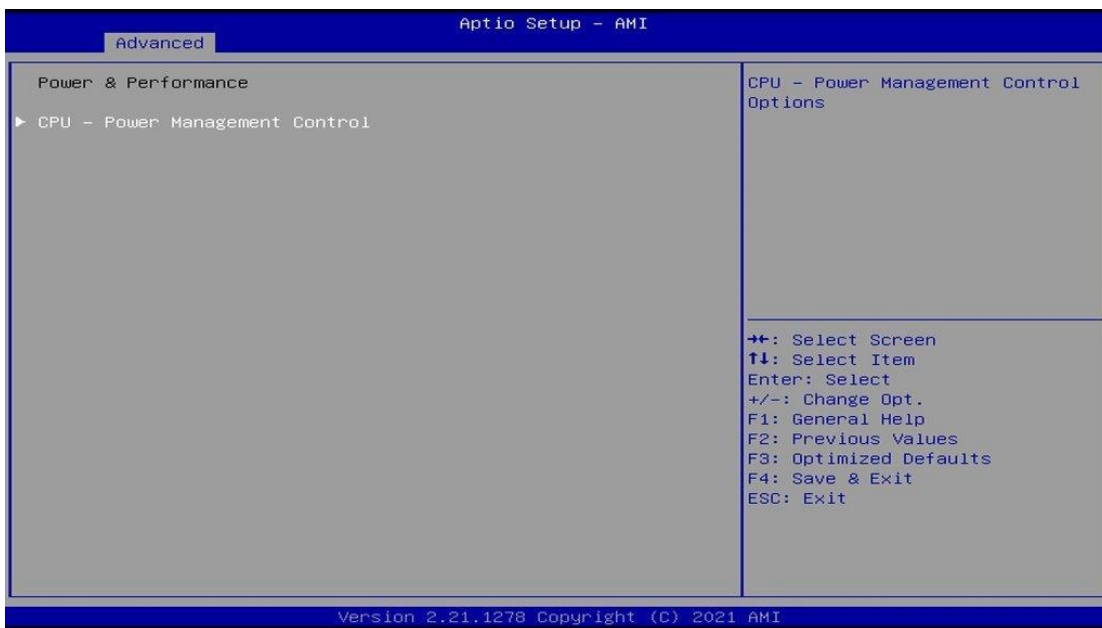 Aptio Setup – AMI
Advanced
Power & Performance
▶ CPU – Power Management Control
CPU – Power Management Control
Options
→←: Select Screen
↑↓: Select Item
Enter: Select
+/-: Change Opt.
F1: General Help
F2: Previous Values
F3: Optimized Defaults
F4: Save & Exit
ESC: Exit
Version 2.21.1278 Copyright (C) 2021 AMI